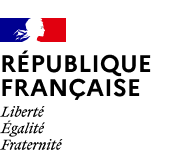 RÉPUBLIQUE
FRANÇAISE
Liberté
Égalité
Fraternité